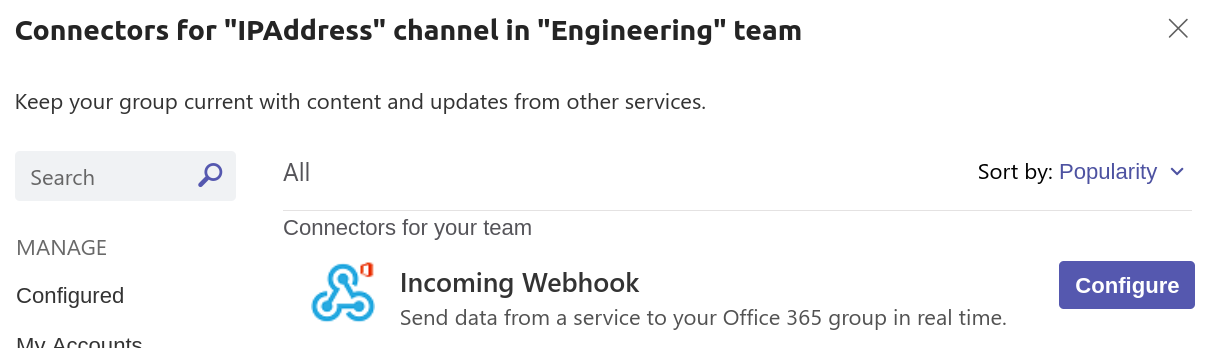 Connectors for "IPAddress" channel in "Engineering" team
Keep your group current with content and updates from other services.
Search
All
Sort by: Popularity
MANAGE
Connectors for your team
Configured
Incoming Webhook
Send data from a service to your Office 365 group in real time.
Configure
My Accounts